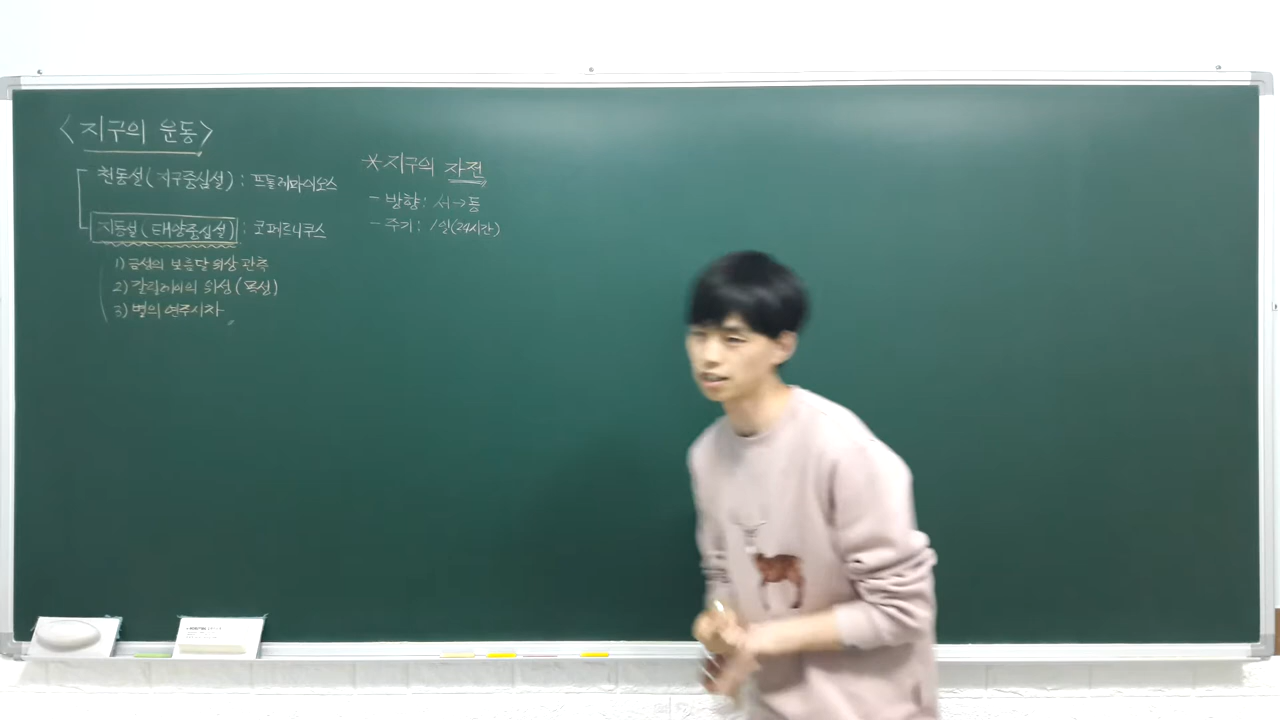 <지구의 운동>
천동설(지구중심설) : 프톨레마이오스
지동설(태양중심설) : 코페르니쿠스
1) 금성의 보름달 위상 관측
2) 갈릴레이의 위성(목성)
3) 별의 연주시차
*지구의 자전
- 방향: 서→동
- 주기: 1일(24시간)